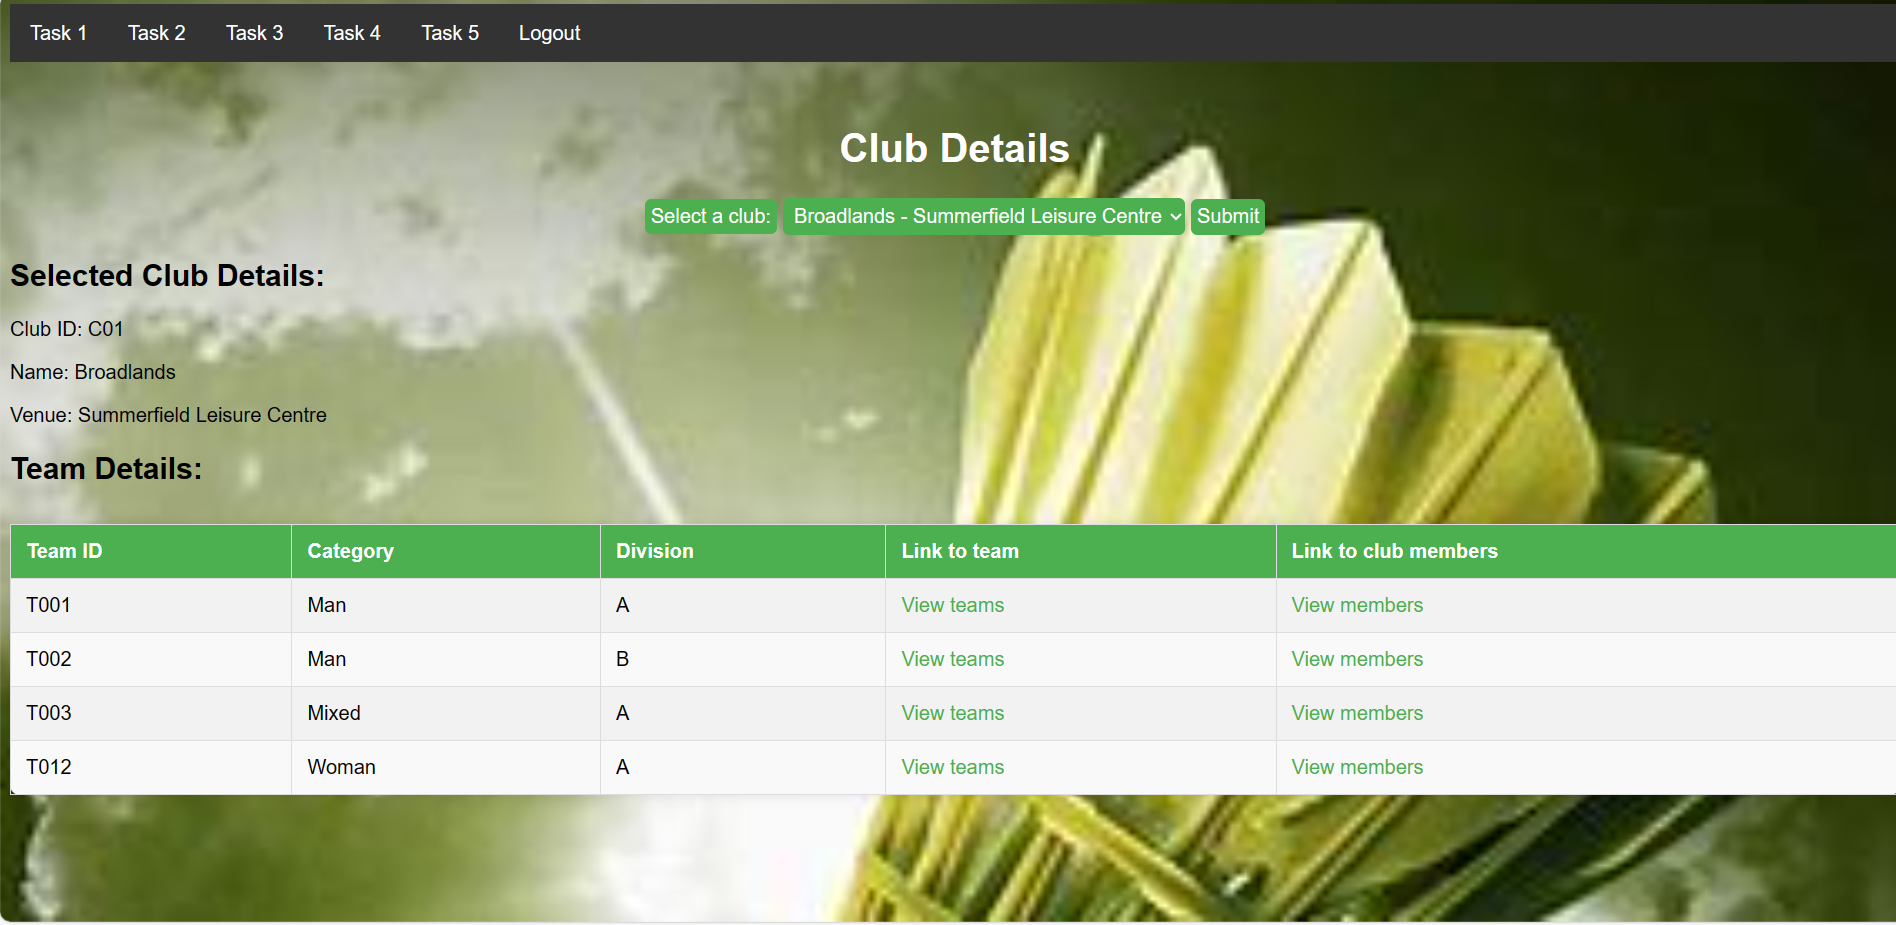 Task 1 Task 2 Task 3 Task 4 Task 5 Logout
Club Details
Select a club: Broadlands - Summerfield Leisure Centre Submit
Selected Club Details:
Club ID: C01
Name: Broadlands
Venue: Summerfield Leisure Centre
Team Details:
Team ID Category Division Link to team Link to club members
T001 Man A View teams View members
T002 Man B View teams View members
T003 Mixed A View teams View members
T012 Woman A View teams View members